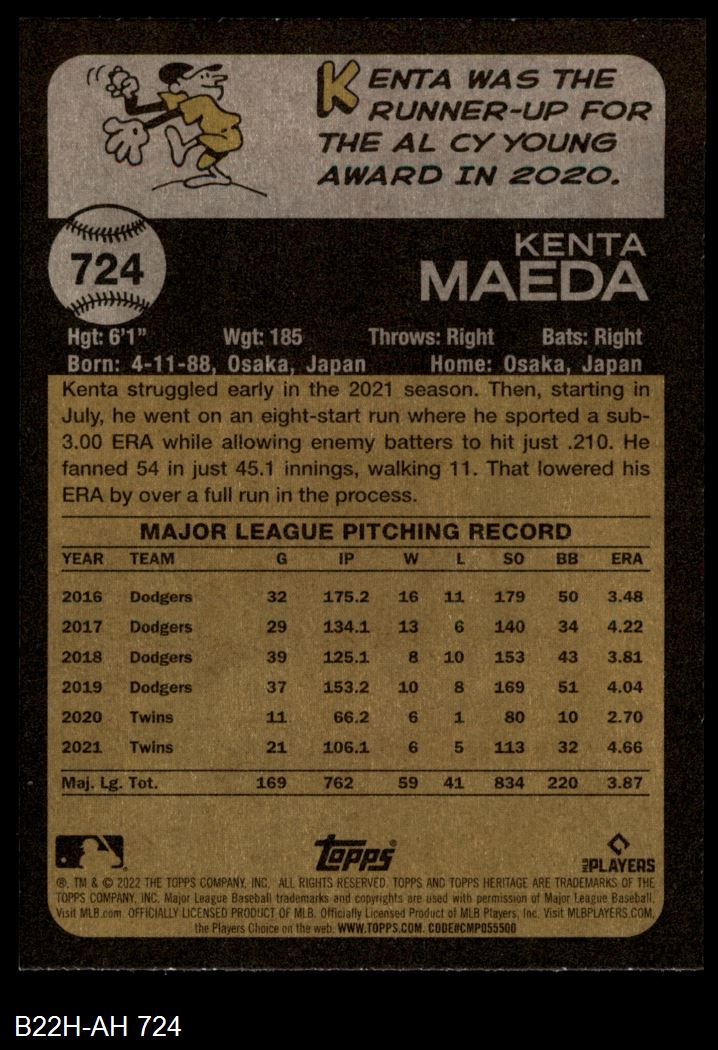 KENTA WAS THE
RUNNER-UP FOR
THE AL CY YOUNG
AWARD IN 2020.
724
KENTA
MAEDA
Hgt: 6'1" Wgt: 185 Throws: Right Bats: Right
Born: 4-11-88, Osaka, Japan Home: Osaka, Japan
Kenta struggled early in the 2021 season. Then, starting in
July, he went on an eight-start run where he sported a sub-
3.00 ERA while allowing enemy batters to hit just .210. He
fanned 54 in just 45.1 innings, walking 11. That lowered his
ERA by over a full run in the process.
MAJOR LEAGUE PITCHING RECORD
YEAR TEAM G IP W L SO BB ERA
2016 Dodgers 32 175.2 16 11 179 50 3.48
2017 Dodgers 29 134.1 13 6 140 34 4.22
2018 Dodgers 39 125.1 8 10 153 43 3.81
2019 Dodgers 37 153.2 10 8 169 51 4.04
2020 Twins 11 66.2 6 1 80 10 2.70
2021 Twins 21 106.1 6 5 113 32 4.66
Maj. Lg. Tot. 169 762 59 41 834 220 3.87
topps®
MLB PLAYERS
®, TM & © 2022 THE TOPPS COMPANY, INC. ALL RIGHTS RESERVED. TOPPS AND TOPPS HERITAGE ARE TRADEMARKS OF THE
TOPPS COMPANY, INC. Major League Baseball trademarks and copyrights are used with permission of Major League Baseball.
Visit MLB.com. OFFICIALLY LICENSED PRODUCT OF MLB. Officially Licensed Product of MLB Players, Inc. Visit MLBPLAYERS.COM,
the Players Choice on the web. WWW.TOPPS.COM. CODE#CMP055500
B22H-AH 724